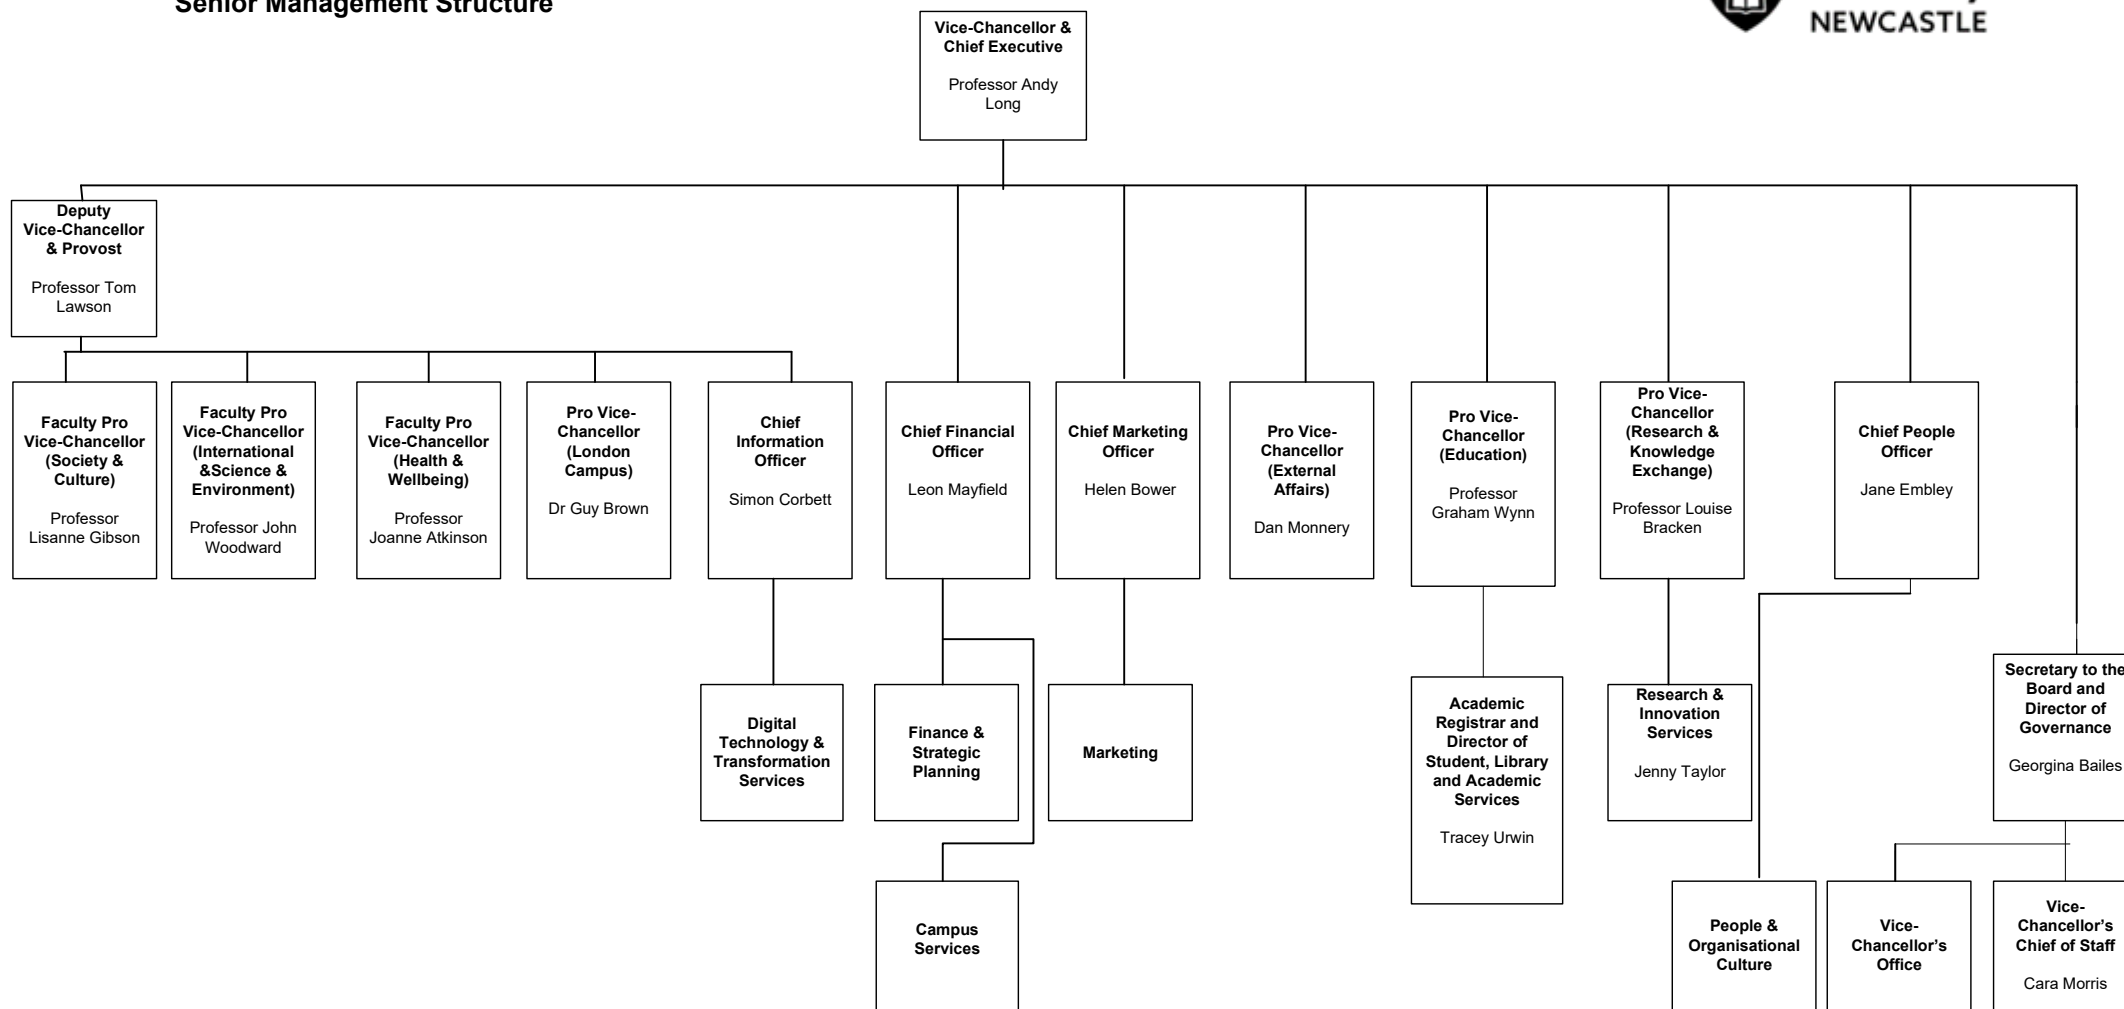 Senior Management Structure
NEWCASTLE
Vice-Chancellor &
Chief Executive
Professor Andy
Long
Deputy
Vice-Chancellor
& Provost
Professor Tom
Lawson
Faculty Pro
Vice-Chancellor
(Society &
Culture)
Professor
Lisanne Gibson
Faculty Pro
Vice-Chancellor
(International
&Science &
Environment)
Professor John
Woodward
Faculty Pro
Vice-Chancellor
(Health &
Wellbeing)
Professor
Joanne Atkinson
Pro Vice-
Chancellor
(London
Campus)
Dr Guy Brown
Chief
Information
Officer
Simon Corbett
Chief Financial
Officer
Leon Mayfield
Chief Marketing
Officer
Helen Bower
Pro Vice-
Chancellor
(External
Affairs)
Dan Monnery
Pro Vice-
Chancellor
(Education)
Professor
Graham Wynn
Pro Vice-
Chancellor
(Research &
Knowledge
Exchange)
Professor Louise
Bracken
Chief People
Officer
Jane Embley
Digital
Technology &
Transformation
Services
Finance &
Strategic
Planning
Marketing
Academic
Registrar and
Director of
Student, Library
and Academic
Services
Tracey Urwin
Research &
Innovation
Services
Jenny Taylor
Secretary to the
Board and
Director of
Governance
Georgina Bailes
Campus
Services
People &
Organisational
Culture
Vice-
Chancellor's
Office
Vice-
Chancellor's
Chief of Staff
Cara Morris